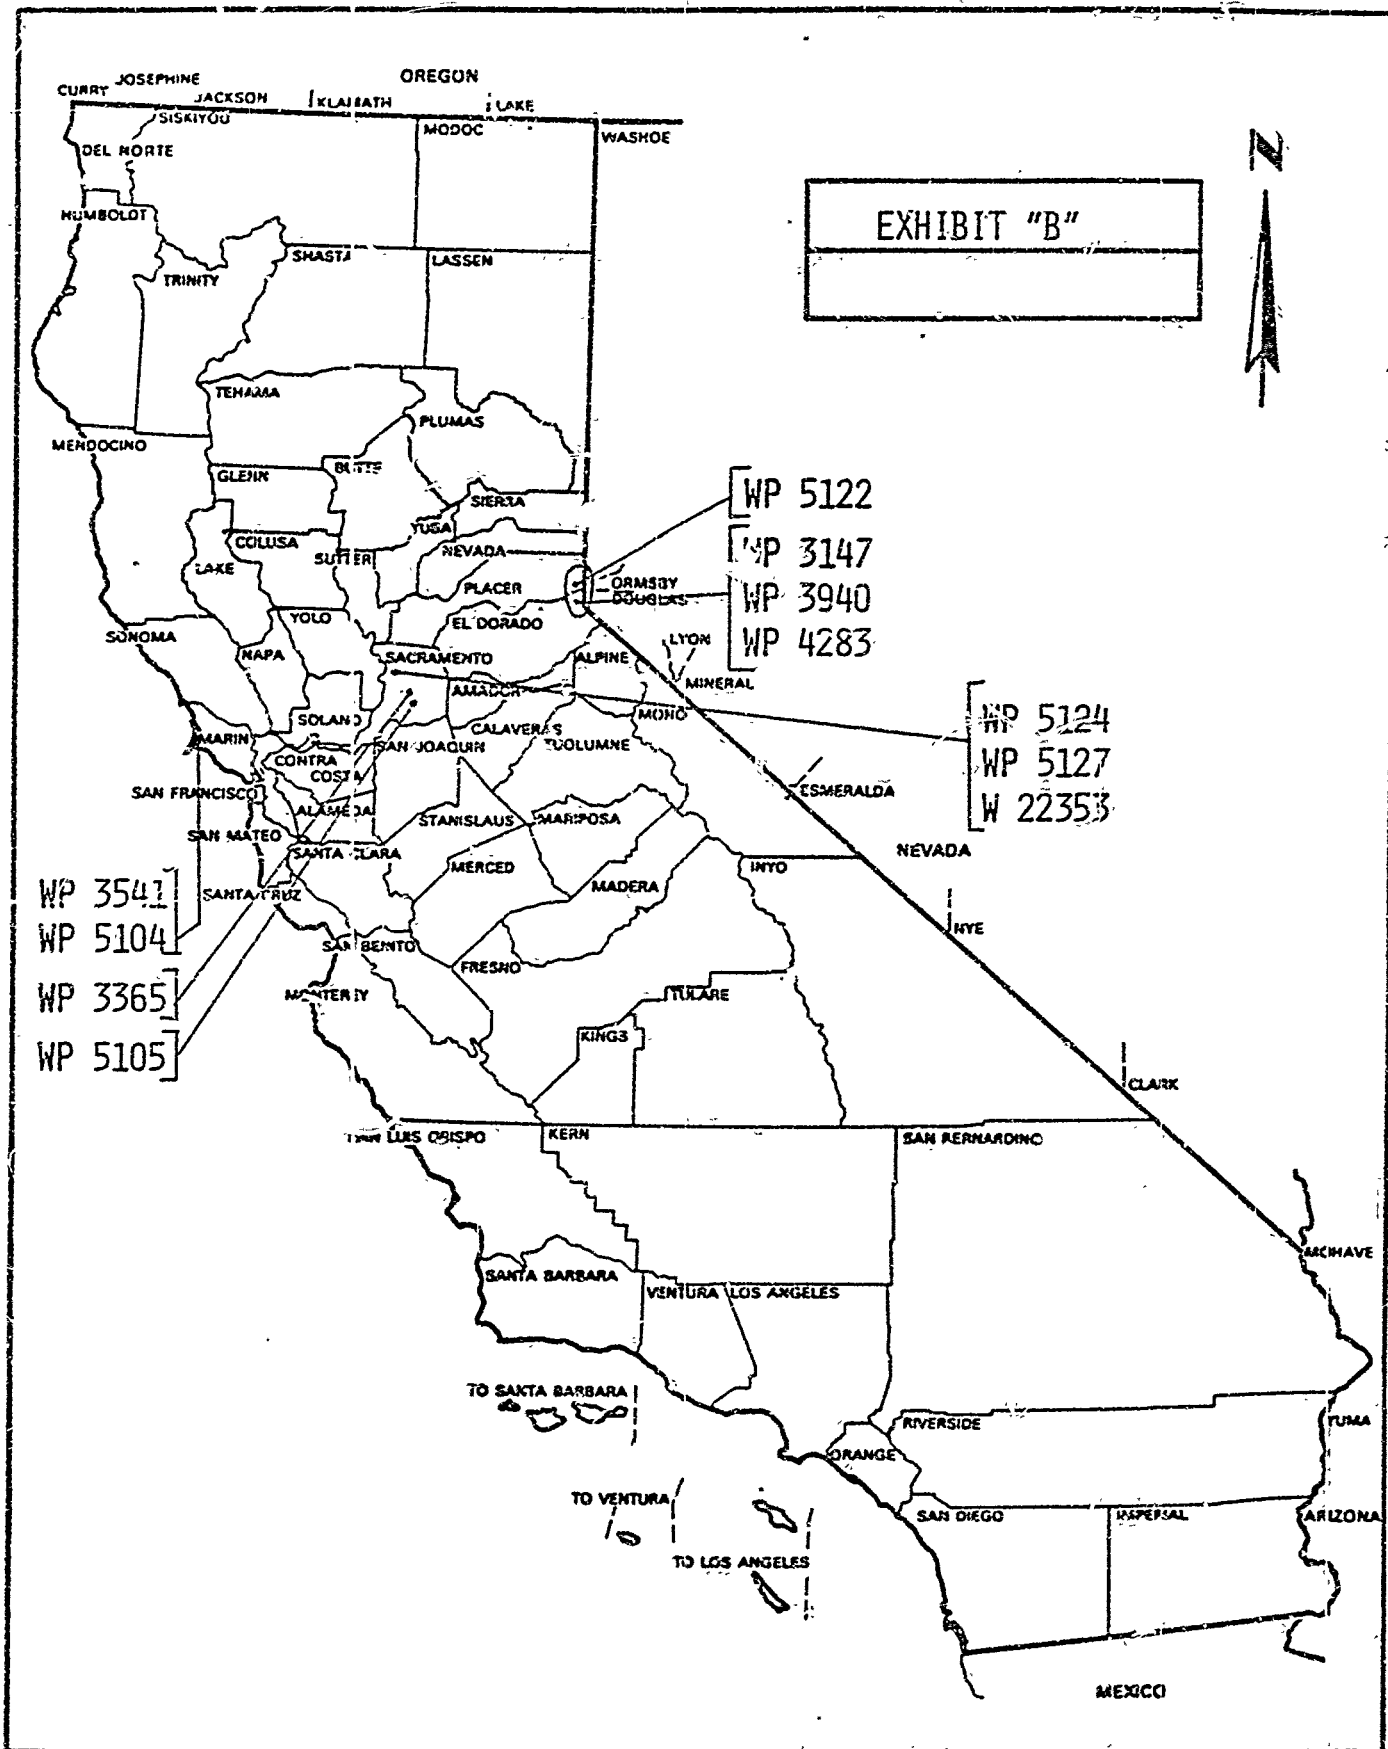 OREGON
JOSEPHINE
CURRY
JACKSON
KLAMATH
LAKE
SISKIYOU
MODOC
WASHOE
DEL NORTE
N
HUMBOLDT
EXHIBIT "B"
SHASTA
LASSEN
TRINITY
TEHAMA
PLUMAS
MENDOCINO
BUTTE
GLENN
WP 5122
SIERRA
YUBA
COLUSA
SUTTER
NEVADA
WP 3147
LAKE
PLACER
ORMSBY
DOUGLAS
WP 3940
YOLO
EL DORADO
SONOMA
LYON
WP 4283
NAPA
SACRAMENTO
ALPINE
MINERAL
AMADOR
SOLANO
MONO
WP 5124
CALAVERAS
MARIN
SAN JOAQUIN
TUOLUMNE
CONTRA
COSTA
WP 5127
SAN FRANCISCO
ESMERALDA
W 22353
ALAMEDA
STANISLAUS
MARIPOSA
SAN MATEO
SANTA CLARA
NEVADA
MERCED
INYO
MADERA
WP 3541
SANTA CRUZ
WP 5104
NYE
SAN BENITO
FRESNO
WP 3365
MONTEREY
TULARE
KINGS
WP 5105
CLARK
SAN LUIS OBISPO
KERN
SAN BERNARDINO
MOHAVE
SANTA BARBARA
VENTURA
LOS ANGELES
TO SANTA BARBARA
RIVERSIDE
YUMA
ORANGE
TO VENTURA
SAN DIEGO
IMPERIAL
ARIZONA
TO LOS ANGELES
MEXICO